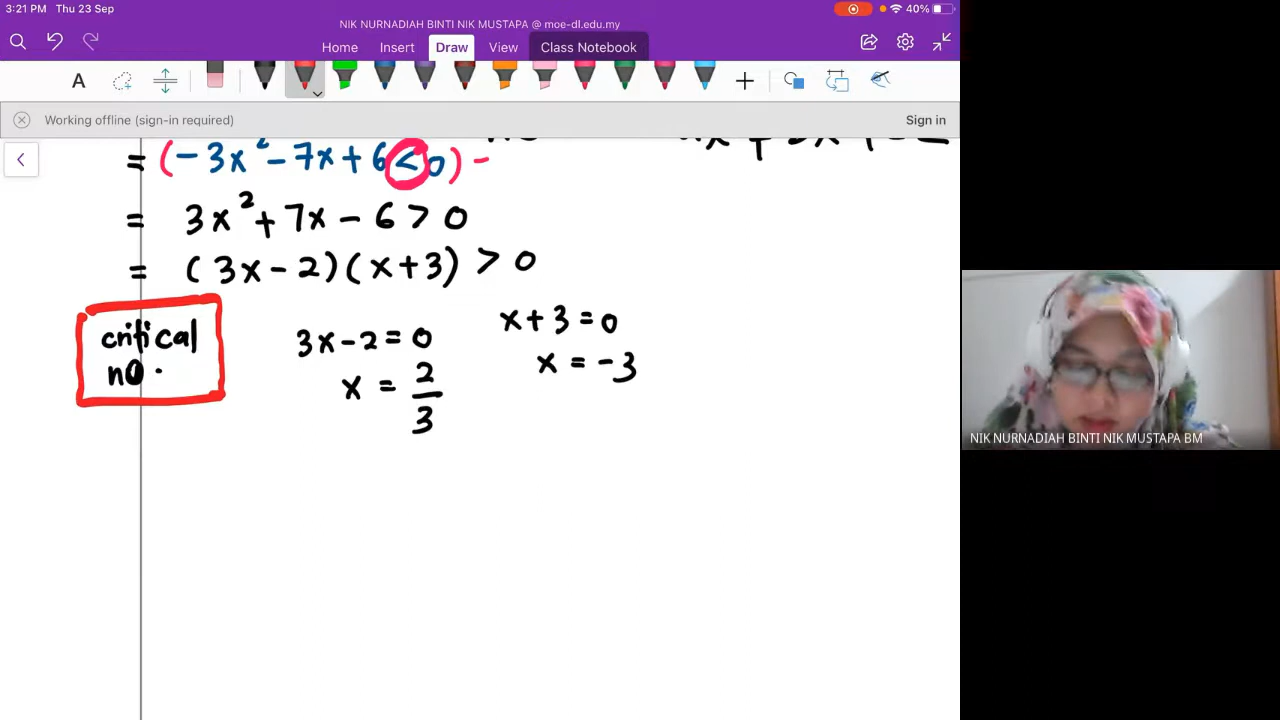 3:21 PM Thu 23 Sep
40%
NIK NURNADIAH BINTI NIK MUSTAPA @ moe-dl.edu.my
Home Insert Draw View Class Notebook
A
Working offline (sign-in required) Sign in
= (-3x² - 7x + 6 < 0) -
= 3x² + 7x - 6 > 0
= (3x - 2)(x + 3) > 0
critical
no.
3x - 2 = 0
x = 2/3
x + 3 = 0
x = -3
NIK NURNADIAH BINTI NIK MUSTAPA BM